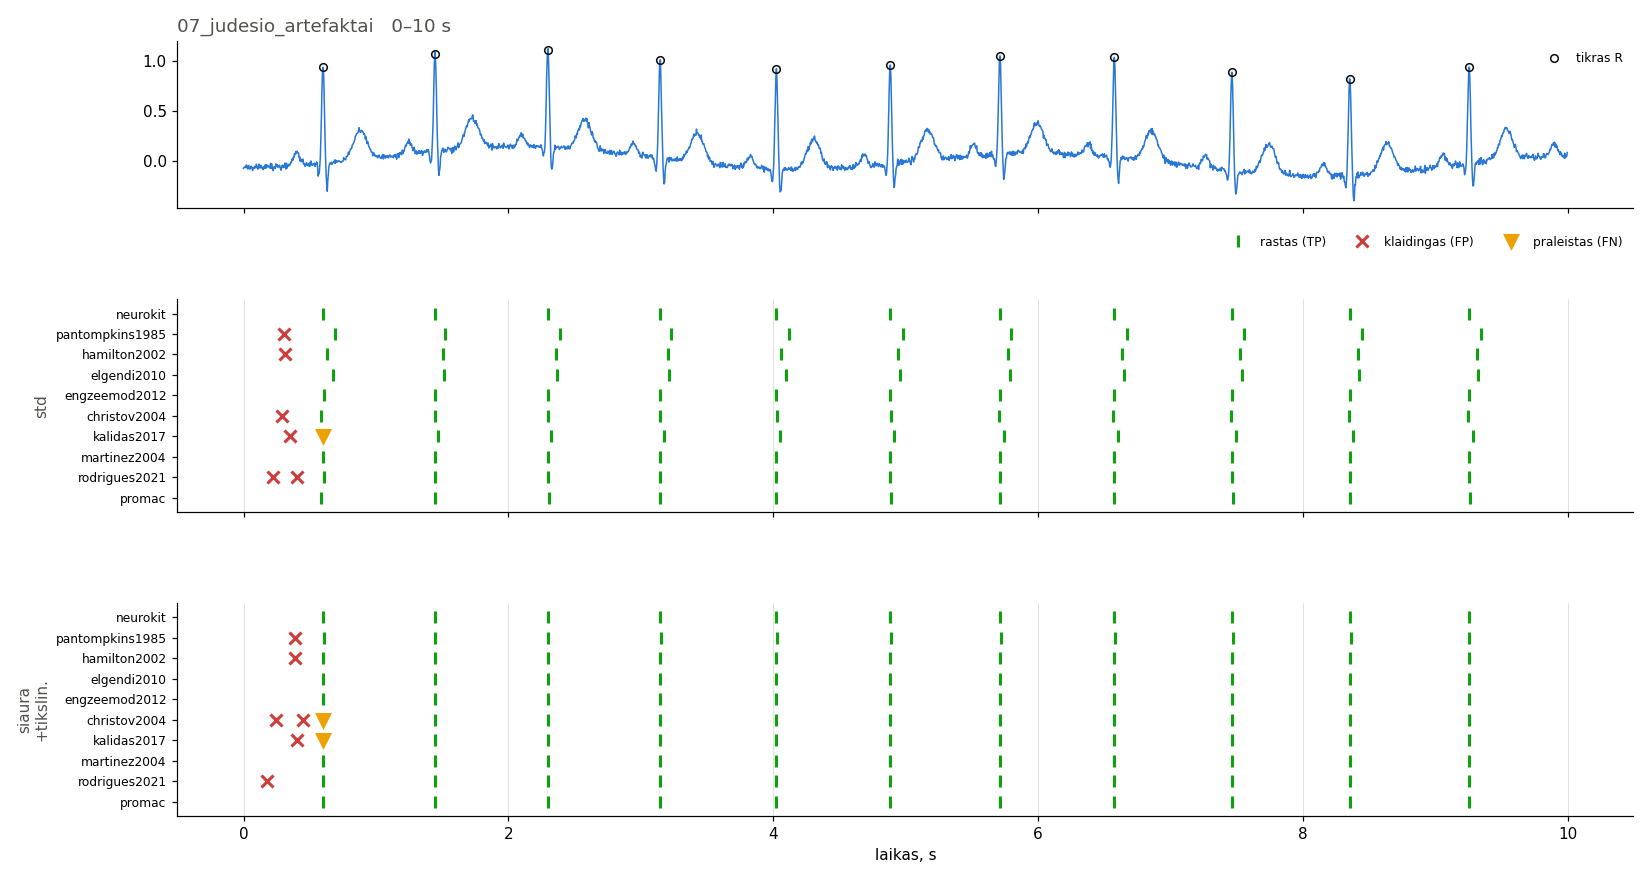 07_judesio_artefaktai   0–10 s
1.0
0.5
0.0
tikras R
rastas (TP)
klaidingas (FP)
praleistas (FN)
std
neurokit
pantompkins1985
hamilton2002
elgendi2010
engzeemod2012
christov2004
kalidas2017
martinez2004
rodrigues2021
promac
siaura
+tikslin.
neurokit
pantompkins1985
hamilton2002
elgendi2010
engzeemod2012
christov2004
kalidas2017
martinez2004
rodrigues2021
promac
0 2 4 6 8 10
laikas, s